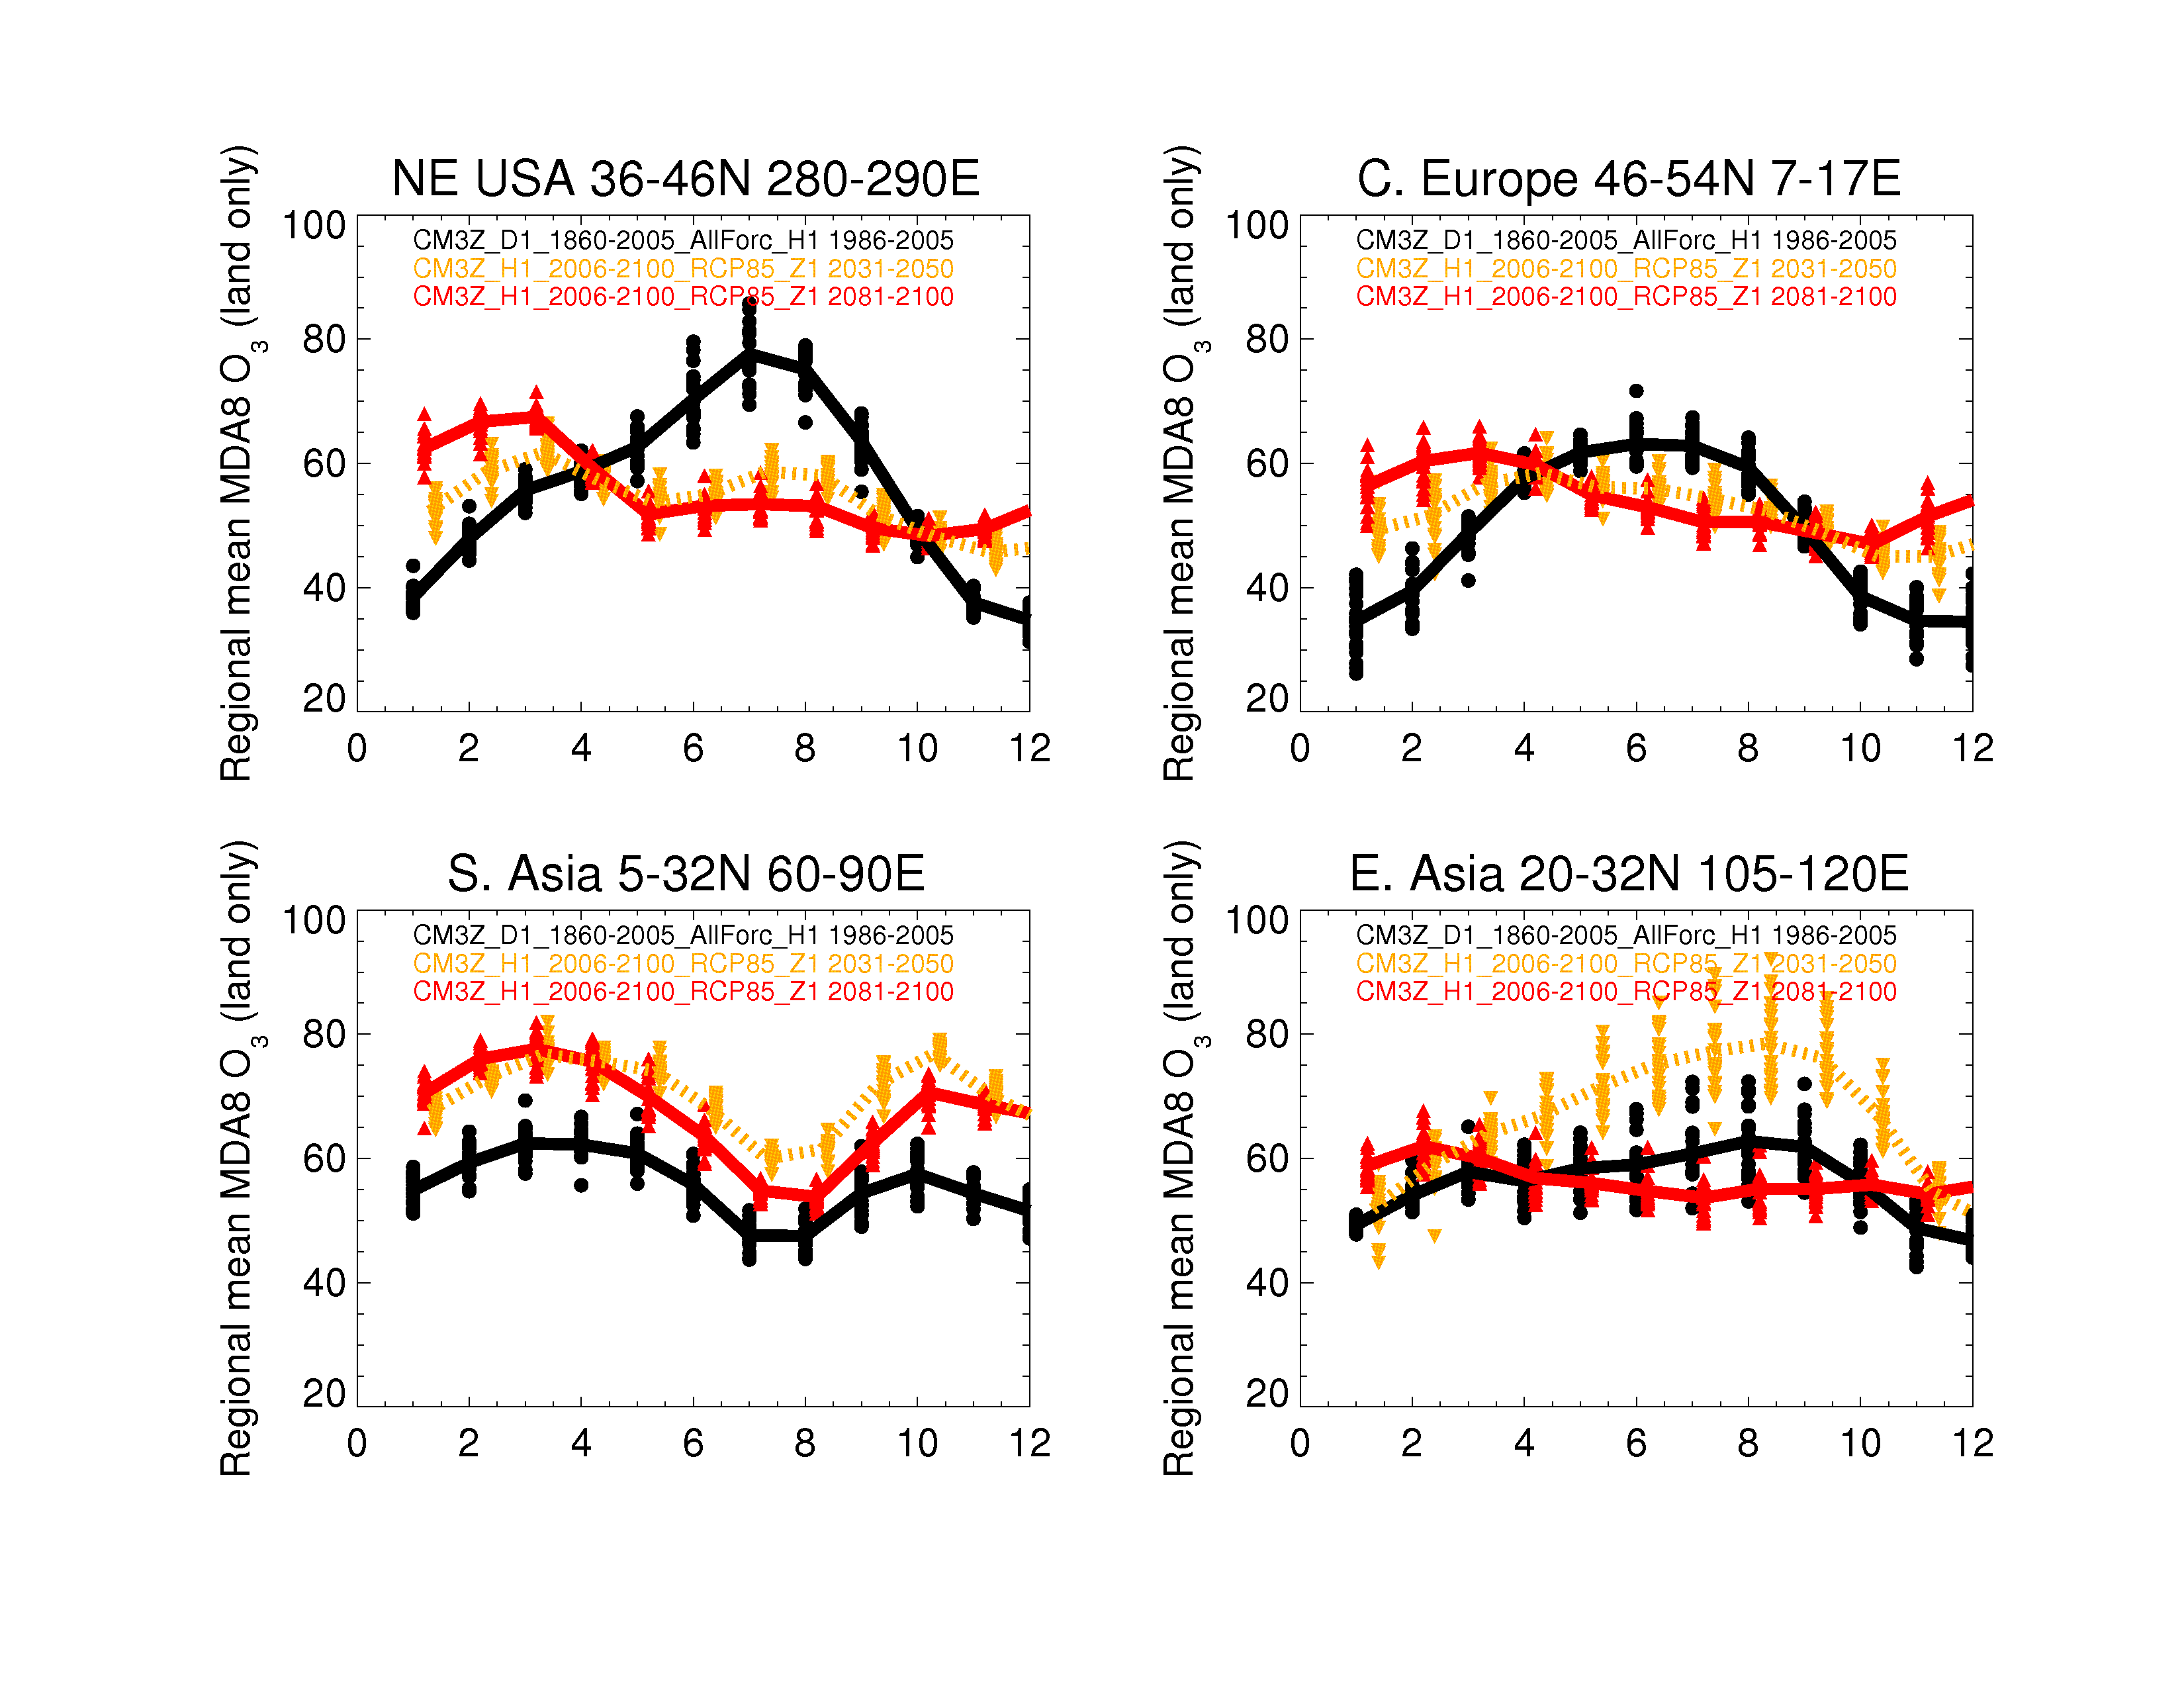 NE USA 36-46N 280-290E
Regional mean MDA8 O3 (land only)
100
80
60
40
20
CM3Z_D1_1860-2005_AllForc_H1 1986-2005
CM3Z_H1_2006-2100_RCP85_Z1 2031-2050
CM3Z_H1_2006-2100_RCP85_Z1 2081-2100
0 2 4 6 8 10 12
C. Europe 46-54N 7-17E
Regional mean MDA8 O3 (land only)
100
80
60
40
20
CM3Z_D1_1860-2005_AllForc_H1 1986-2005
CM3Z_H1_2006-2100_RCP85_Z1 2031-2050
CM3Z_H1_2006-2100_RCP85_Z1 2081-2100
0 2 4 6 8 10 12
S. Asia 5-32N 60-90E
Regional mean MDA8 O3 (land only)
100
80
60
40
20
CM3Z_D1_1860-2005_AllForc_H1 1986-2005
CM3Z_H1_2006-2100_RCP85_Z1 2031-2050
CM3Z_H1_2006-2100_RCP85_Z1 2081-2100
0 2 4 6 8 10 12
E. Asia 20-32N 105-120E
Regional mean MDA8 O3 (land only)
100
80
60
40
20
CM3Z_D1_1860-2005_AllForc_H1 1986-2005
CM3Z_H1_2006-2100_RCP85_Z1 2031-2050
CM3Z_H1_2006-2100_RCP85_Z1 2081-2100
0 2 4 6 8 10 12